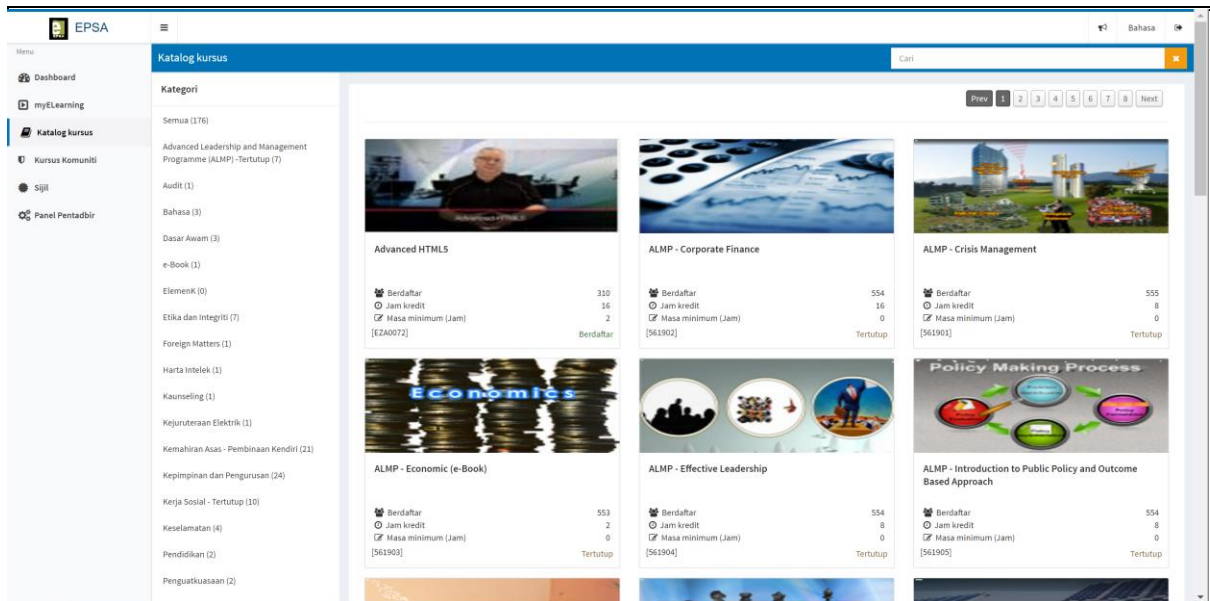 EPSA
Bahasa
Menu
Dashboard
myELearning
Katalog kursus
Kursus Komuniti
Sijil
Panel Pentadbir
Katalog kursus
Cari
Kategori
Semua (176)
Advanced Leadership and Management
Programme (ALMP) -Tertutup (7)
Audit (1)
Bahasa (3)
Dasar Awam (3)
e-Book (1)
ElemenK (0)
Etika dan Integriti (7)
Foreign Matters (1)
Harta Intelek (1)
Kaunseling (1)
Kejuruteraan Elektrik (1)
Kemahiran Asas - Pembinaan Kendiri (21)
Kepimpinan dan Pengurusan (24)
Kerja Sosial - Tertutup (10)
Keselamatan (4)
Pendidikan (2)
Penguatkuasaan (2)
Prev 1 2 3 4 5 6 7 8 Next
Advanced HTML5
Advanced HTML5
Berdaftar 310
Jam kredit 16
Masa minimum (Jam) 2
[EZA0072] Berdaftar
ALMP - Corporate Finance
Berdaftar 554
Jam kredit 16
Masa minimum (Jam) 0
[561902] Tertutup
ALMP - Crisis Management
Berdaftar 555
Jam kredit 8
Masa minimum (Jam) 0
[561901] Tertutup
Economics
ALMP - Economic (e-Book)
Berdaftar 553
Jam kredit 2
Masa minimum (Jam) 0
[561903] Tertutup
ALMP - Effective Leadership
Berdaftar 554
Jam kredit 8
Masa minimum (Jam) 0
[561904] Tertutup
Policy Making Process
ALMP - Introduction to Public Policy and Outcome
Based Approach
Berdaftar 554
Jam kredit 8
Masa minimum (Jam) 0
[561905] Tertutup